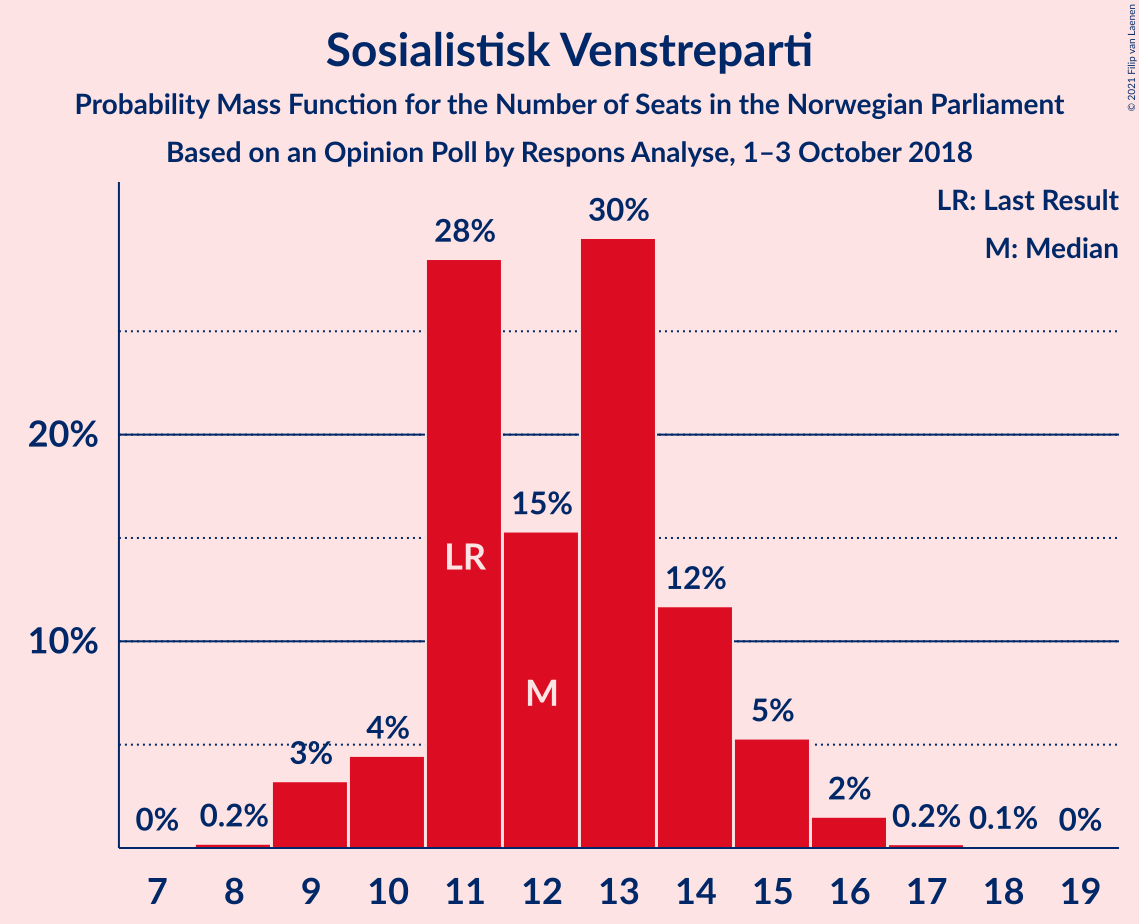 Sosialistisk Venstreparti
Probability Mass Function for the Number of Seats in the Norwegian Parliament
Based on an Opinion Poll by Respons Analyse, 1–3 October 2018
© 2021 Filip van Laenen
LR: Last Result
M: Median
20%
10%
0%
0.2%
3%
4%
28%
15%
30%
12%
5%
2%
0.2%
0.1%
0%
LR
M
7 8 9 10 11 12 13 14 15 16 17 18 19